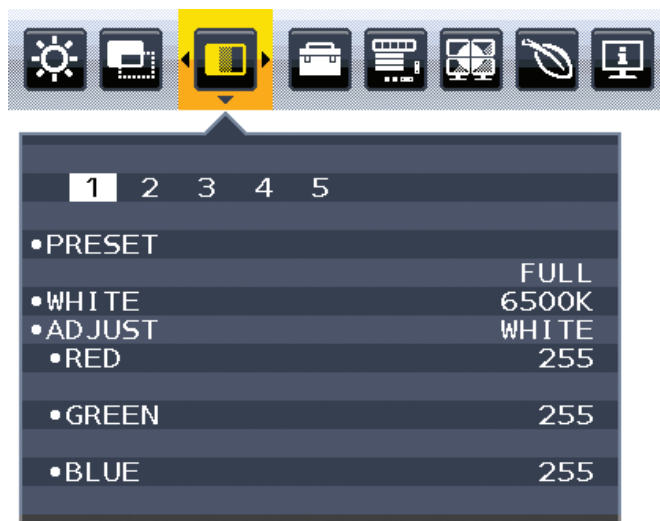 1 2 3 4 5
•PRESET
FULL
•WHITE 6500K
•ADJUST WHITE
•RED 255
•GREEN 255
•BLUE 255